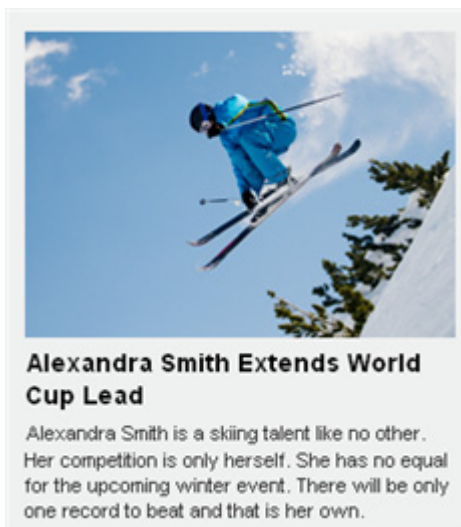 Alexandra Smith Extends World
Cup Lead
Alexandra Smith is a skiing talent like no other.
Her competition is only herself. She has no equal
for the upcoming winter event. There will be only
one record to beat and that is her own.